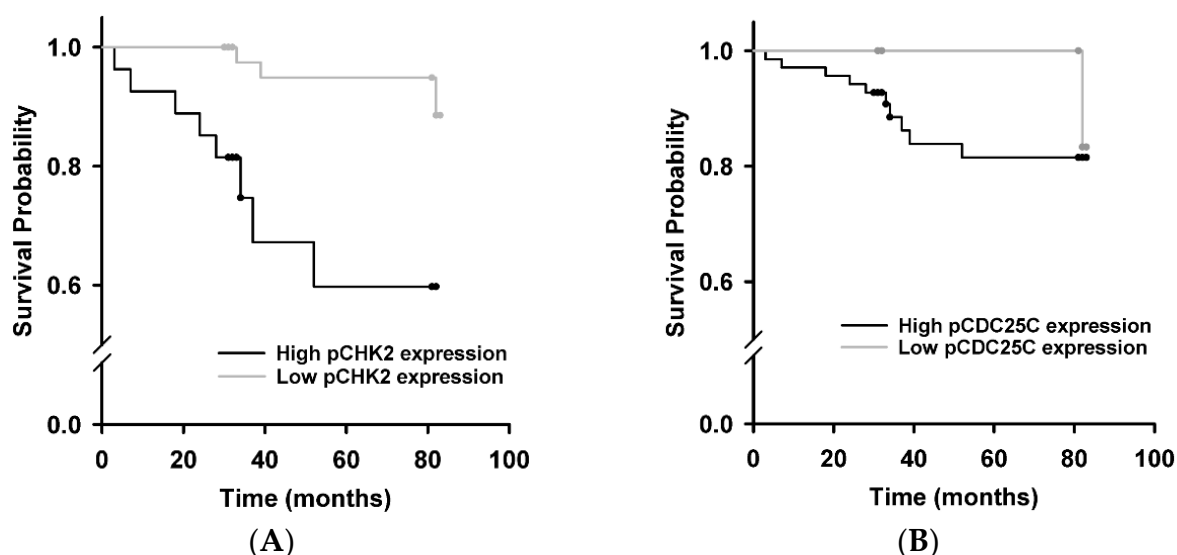 Survival Probability
1.0
0.8
0.6
0.0
High pCHK2 expression
Low pCHK2 expression
0 20 40 60 80 100
Time (months)
(A)
Survival Probability
1.0
0.8
0.6
0.0
High pCDC25C expression
Low pCDC25C expression
0 20 40 60 80 100
Time (months)
(B)